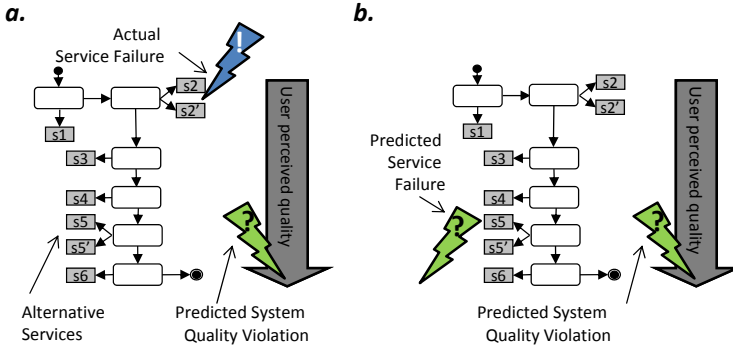 a.
Actual
Service Failure
!
s2
s2'
s1
s3
s4
s5
s5'
s6
?
User perceived quality
Alternative
Services
Predicted System
Quality Violation
b.
s2
s2'
s1
Predicted
Service
Failure
s3
s4
s5
s5'
s6
?
?
User perceived quality
Predicted System
Quality Violation